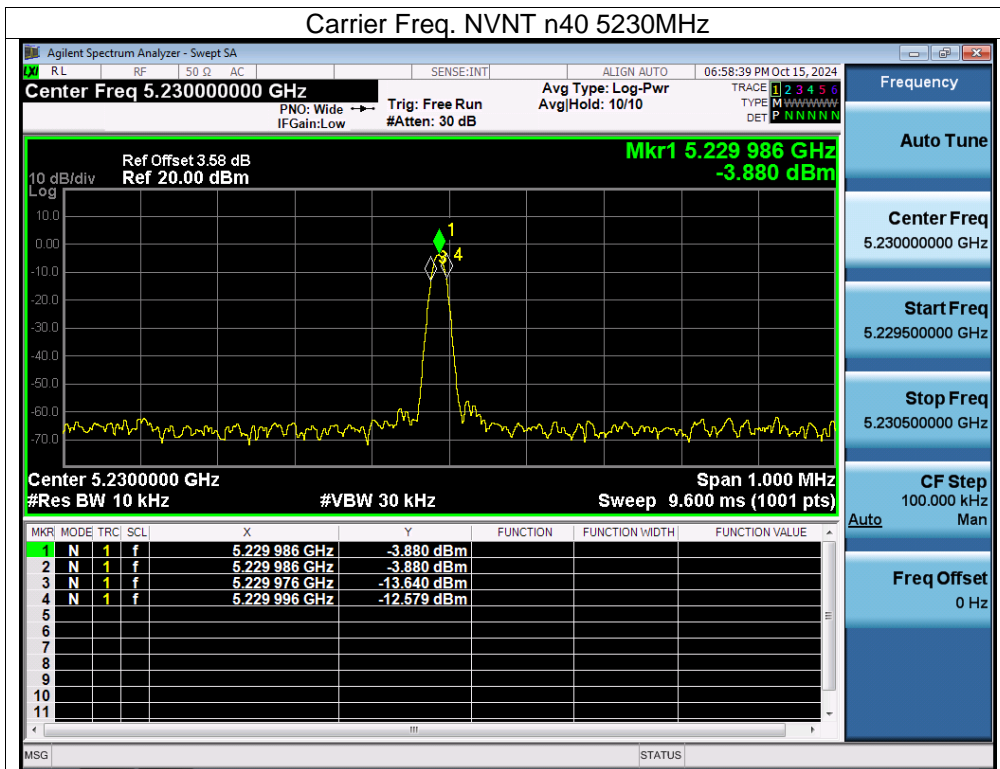 Carrier Freq. NVNT n40 5230MHz
Agilent Spectrum Analyzer - Swept SA
LXI RL RF 50 Ω AC SENSE:INT ALIGN AUTO 06:58:39 PM Oct 15, 2024
Center Freq 5.230000000 GHz
PNO: Wide
IFGain:Low
Trig: Free Run
#Atten: 30 dB
Avg Type: Log-Pwr
Avg|Hold: 10/10
TRACE 1 2 3 4 5 6
TYPE M WWWWW
DET P N N N N N
Frequency
Auto Tune
Center Freq
5.230000000 GHz
Start Freq
5.229500000 GHz
Stop Freq
5.230500000 GHz
CF Step
100.000 kHz
Auto Man
Freq Offset
0 Hz
Mkr1 5.229 986 GHz
-3.880 dBm
Ref Offset 3.58 dB
10 dB/div Ref 20.00 dBm
Log
10.0
0.00
-10.0
-20.0
-30.0
-40.0
-50.0
-60.0
-70.0
1
3 4
Center 5.2300000 GHz Span 1.000 MHz
#Res BW 10 kHz #VBW 30 kHz Sweep 9.600 ms (1001 pts)
MKR MODE TRC SCL X Y FUNCTION FUNCTION WIDTH FUNCTION VALUE
1 N 1 f 5.229 986 GHz -3.880 dBm
2 N 1 f 5.229 986 GHz -3.880 dBm
3 N 1 f 5.229 976 GHz -13.640 dBm
4 N 1 f 5.229 996 GHz -12.579 dBm
5
6
7
8
9
10
11
MSG STATUS